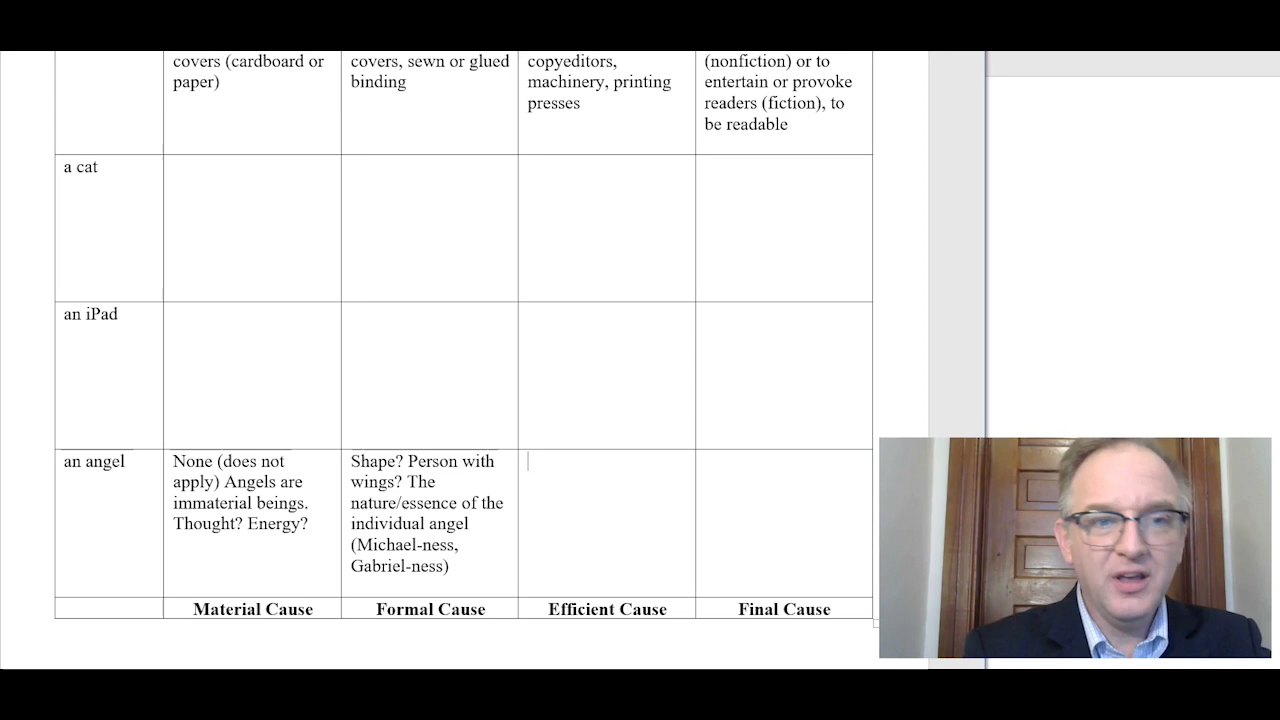 covers (cardboard or
paper)
covers, sewn or glued
binding
copyeditors,
machinery, printing
presses
(nonfiction) or to
entertain or provoke
readers (fiction), to
be readable
a cat
an iPad
an angel
None (does not
apply) Angels are
immaterial beings.
Thought? Energy?
Shape? Person with
wings? The
nature/essence of the
individual angel
(Michael-ness,
Gabriel-ness)
Material Cause
Formal Cause
Efficient Cause
Final Cause